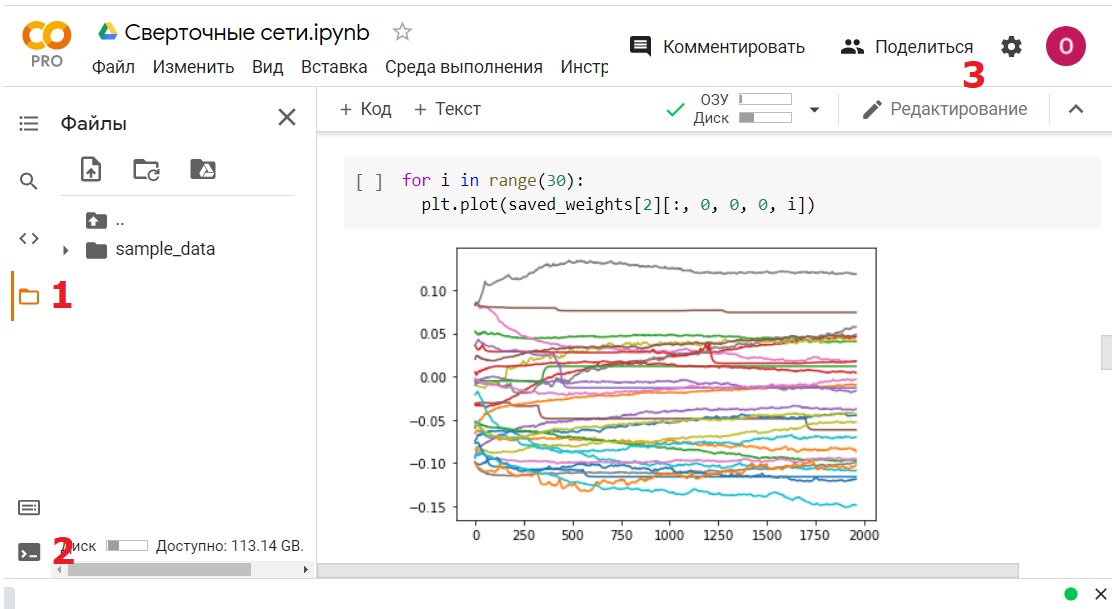 CO
PRO
Сверточные сети.ipynb
Файл Изменить Вид Вставка Среда выполнения Инстр
Комментировать
Поделиться
O
3
Файлы
+ Код + Текст
ОЗУ
Диск
Редактирование
..
sample_data
1
[ ] for i in range(30):
plt.plot(saved_weights[2][:, 0, 0, 0, i])
0.10
0.05
0.00
−0.05
−0.10
−0.15
0 250 500 750 1000 1250 1500 1750 2000
2
Диск Доступно: 113.14 GB.